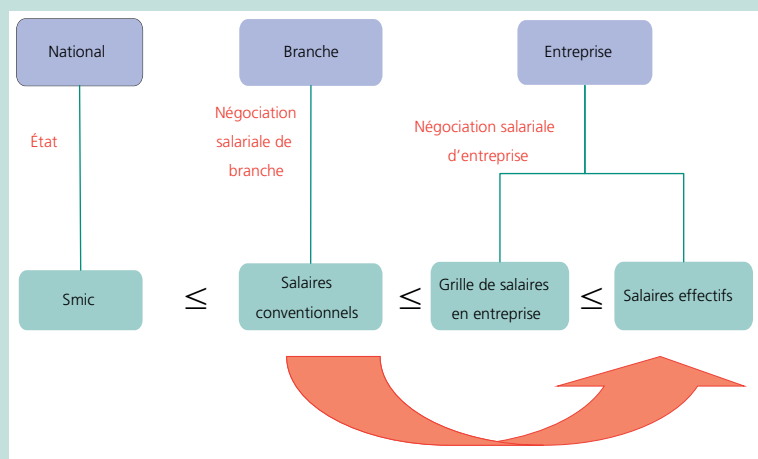 National
Branche
Entreprise
État
Négociation
salariale de
branche
Négociation salariale
d'entreprise
Smic
≤
Salaires
conventionnels
≤
Grille de salaires
en entreprise
≤
Salaires effectifs